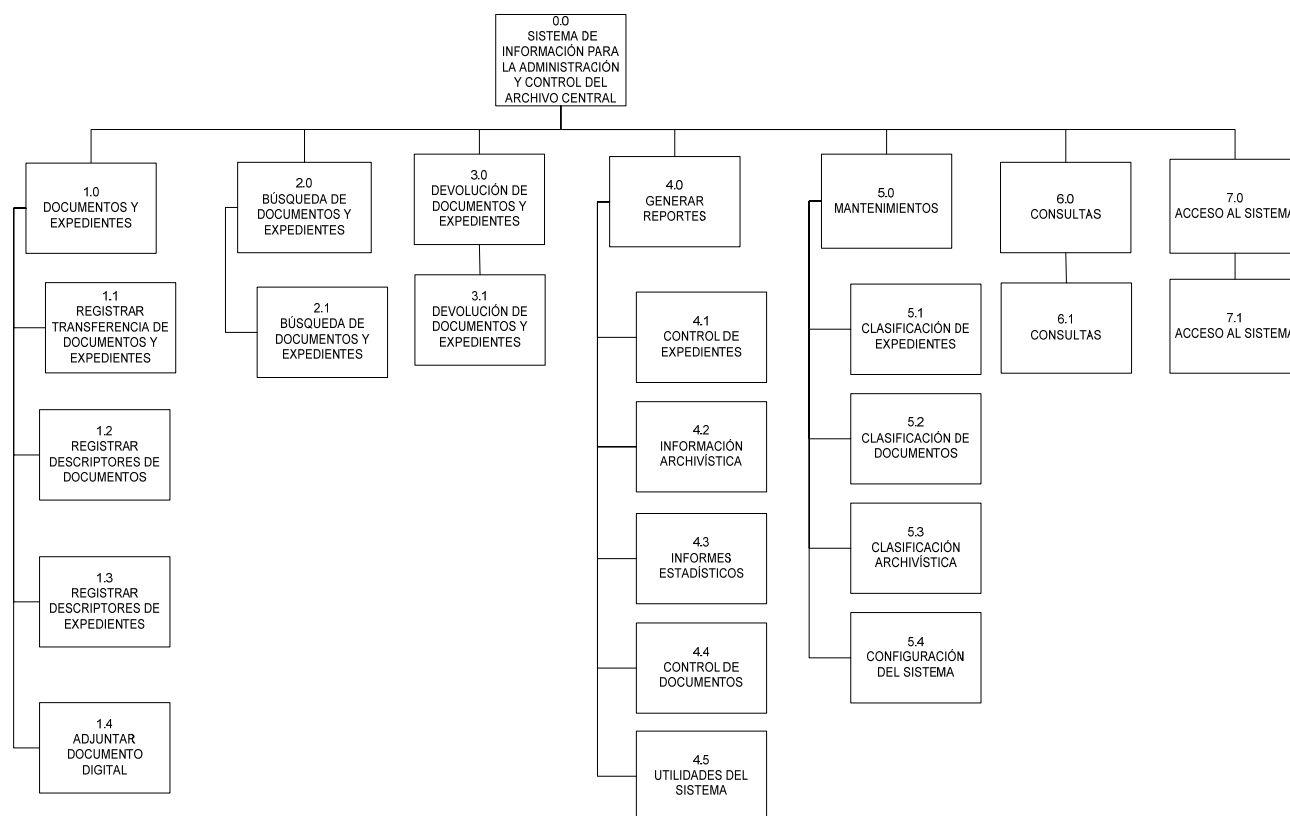 0.0
SISTEMA DE
INFORMACIÓN PARA
LA ADMINISTRACIÓN
Y CONTROL DEL
ARCHIVO CENTRAL
1.0
DOCUMENTOS Y
EXPEDIENTES
1.1
REGISTRAR
TRANSFERENCIA DE
DOCUMENTOS Y
EXPEDIENTES
1.2
REGISTRAR
DESCRIPTORES DE
DOCUMENTOS
1.3
REGISTRAR
DESCRIPTORES DE
EXPEDIENTES
1.4
ADJUNTAR
DOCUMENTO
DIGITAL
2.0
BÚSQUEDA DE
DOCUMENTOS Y
EXPEDIENTES
2.1
BÚSQUEDA DE
DOCUMENTOS Y
EXPEDIENTES
3.0
DEVOLUCIÓN DE
DOCUMENTOS Y
EXPEDIENTES
3.1
DEVOLUCIÓN DE
DOCUMENTOS Y
EXPEDIENTES
4.0
GENERAR
REPORTES
4.1
CONTROL DE
EXPEDIENTES
4.2
INFORMACIÓN
ARCHIVÍSTICA
4.3
INFORMES
ESTADÍSTICOS
4.4
CONTROL DE
DOCUMENTOS
4.5
UTILIDADES DEL
SISTEMA
5.0
MANTENIMIENTOS
5.1
CLASIFICACIÓN DE
EXPEDIENTES
5.2
CLASIFICACIÓN DE
DOCUMENTOS
5.3
CLASIFICACIÓN
ARCHIVÍSTICA
5.4
CONFIGURACIÓN
DEL SISTEMA
6.0
CONSULTAS
6.1
CONSULTAS
7.0
ACCESO AL SISTEMA
7.1
ACCESO AL SISTEMA